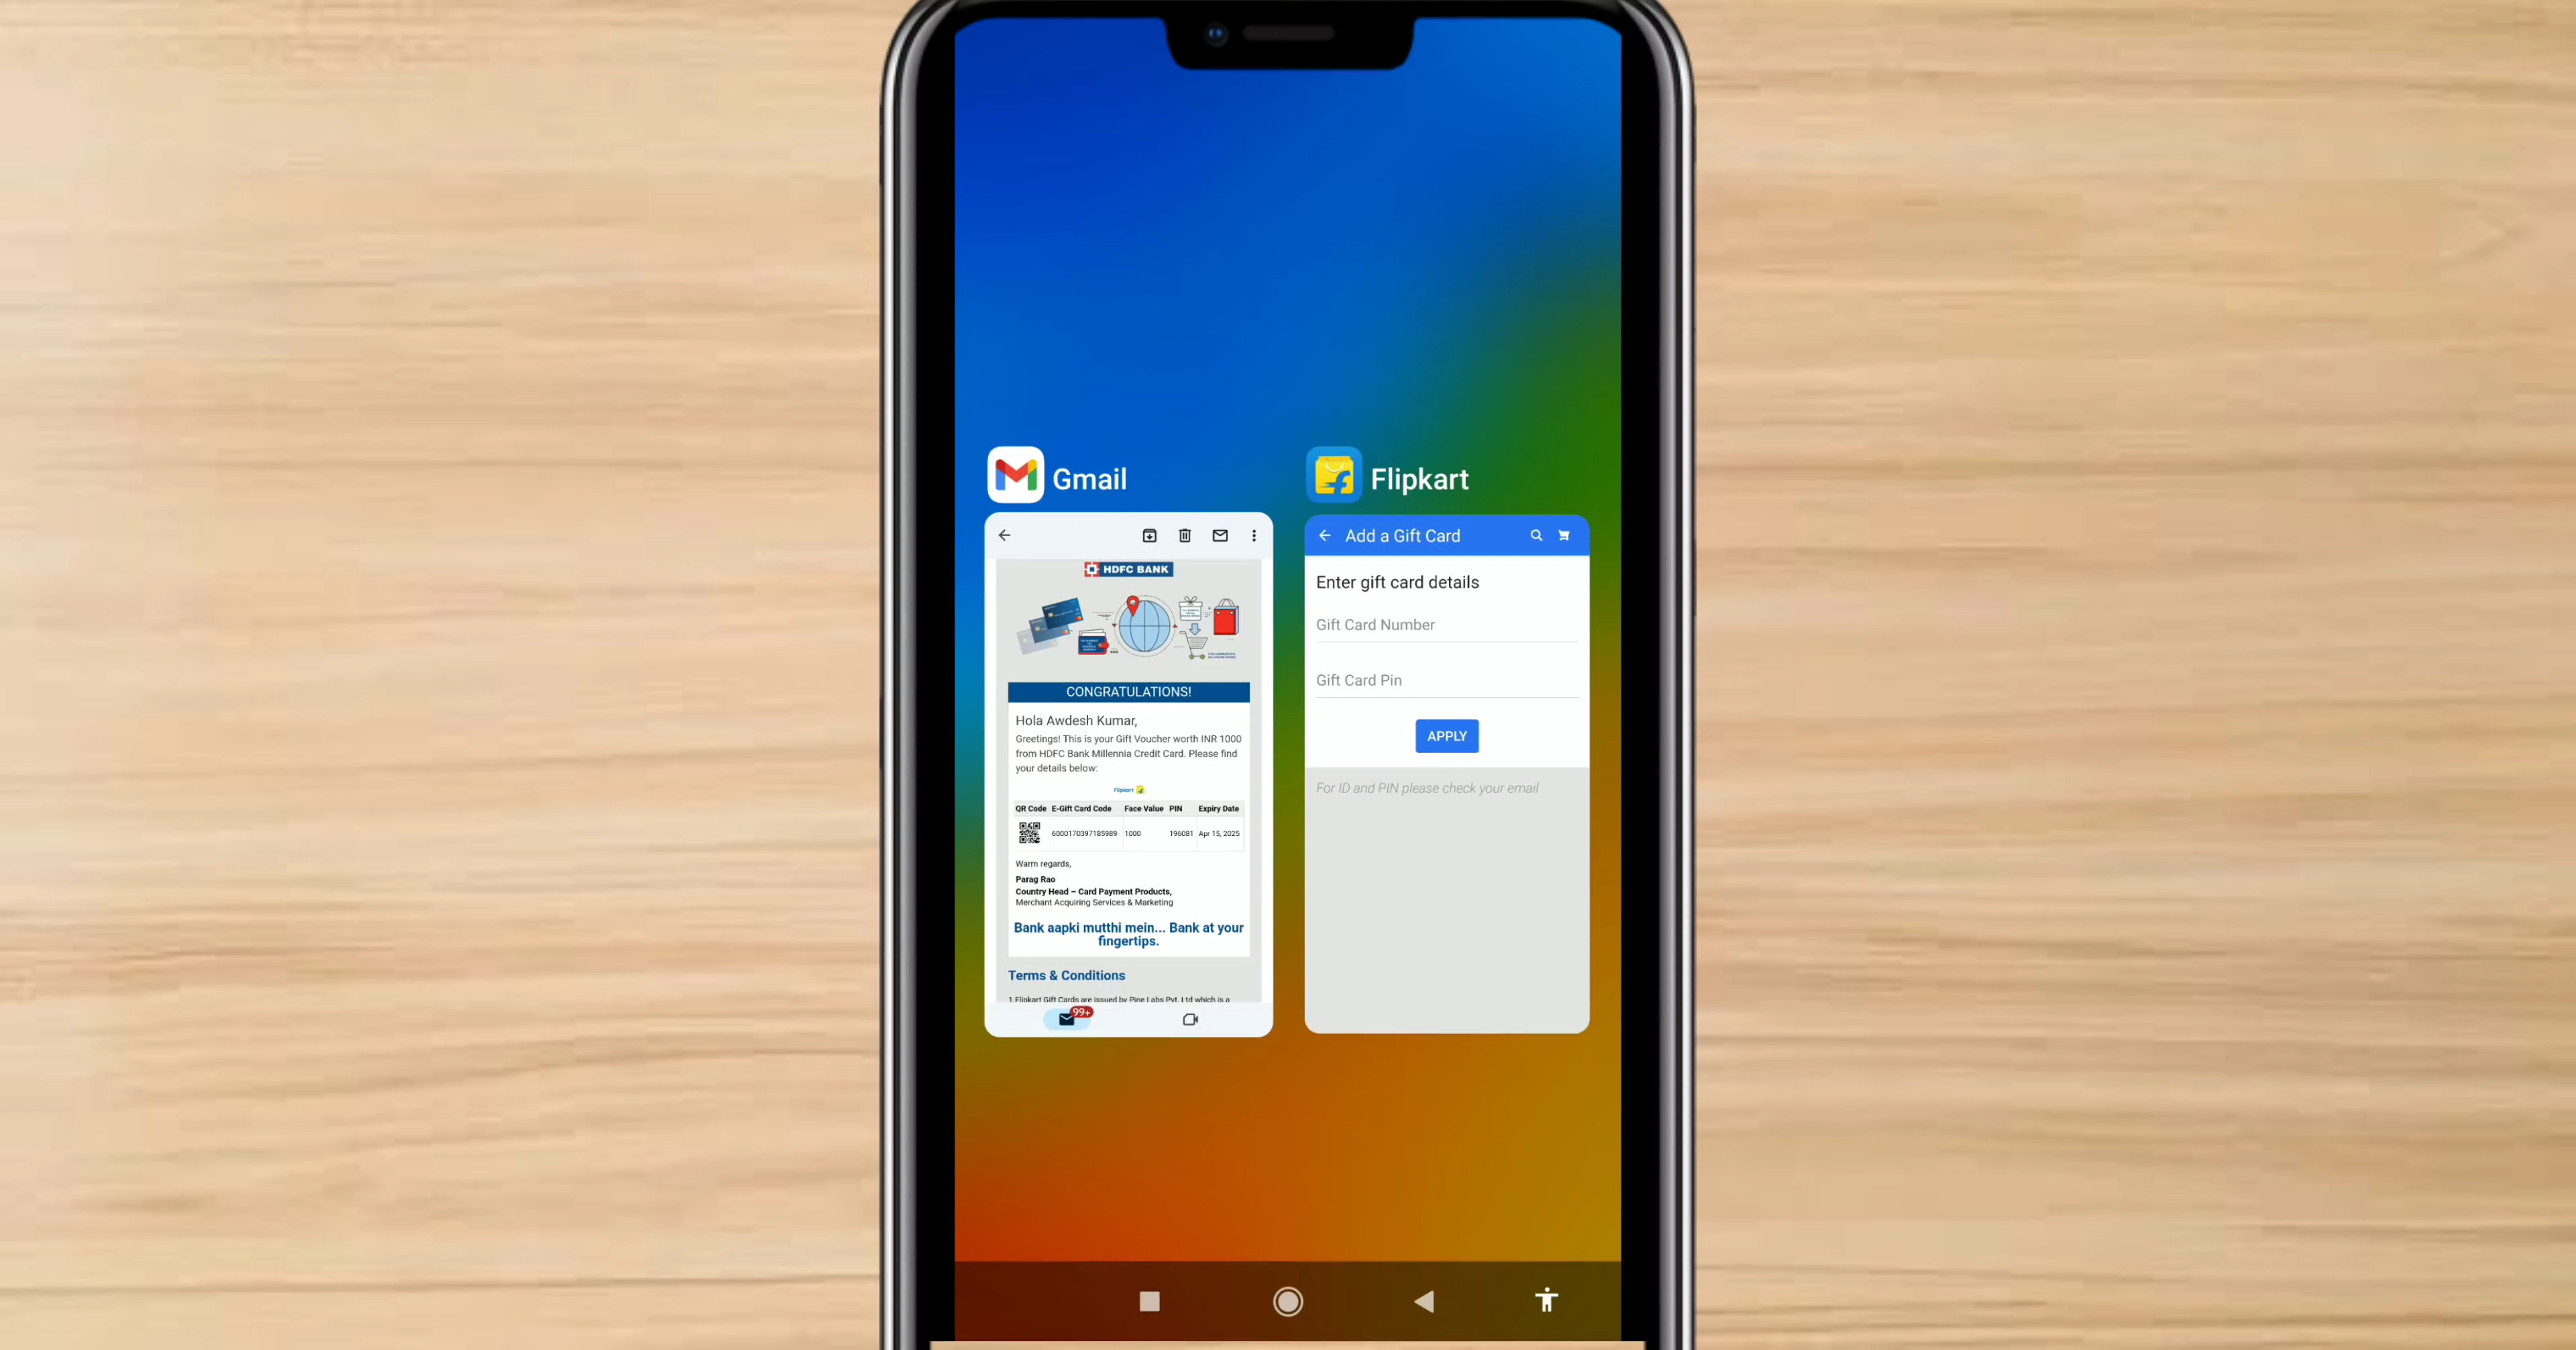 Gmail
HDFC BANK
CONGRATULATIONS!
Hola Awdesh Kumar,
Greetings! This is your Gift Voucher worth INR 1000
from HDFC Bank Millennia Credit Card. Please find
your details below:
Flipkart
QR Code E-Gift Card Code Face Value PIN Expiry Date
6000170397185989 1000 196081 Apr 15, 2025
Warm regards,
Parag Rao
Country Head – Card Payment Products,
Merchant Acquiring Services & Marketing
Bank aapki mutthi mein... Bank at your
fingertips.
Terms & Conditions
1.Flipkart Gift Cards are issued by Pine Labs Pvt. Ltd which is a
99+
Flipkart
Add a Gift Card
Enter gift card details
Gift Card Number
Gift Card Pin
APPLY
For ID and PIN please check your email